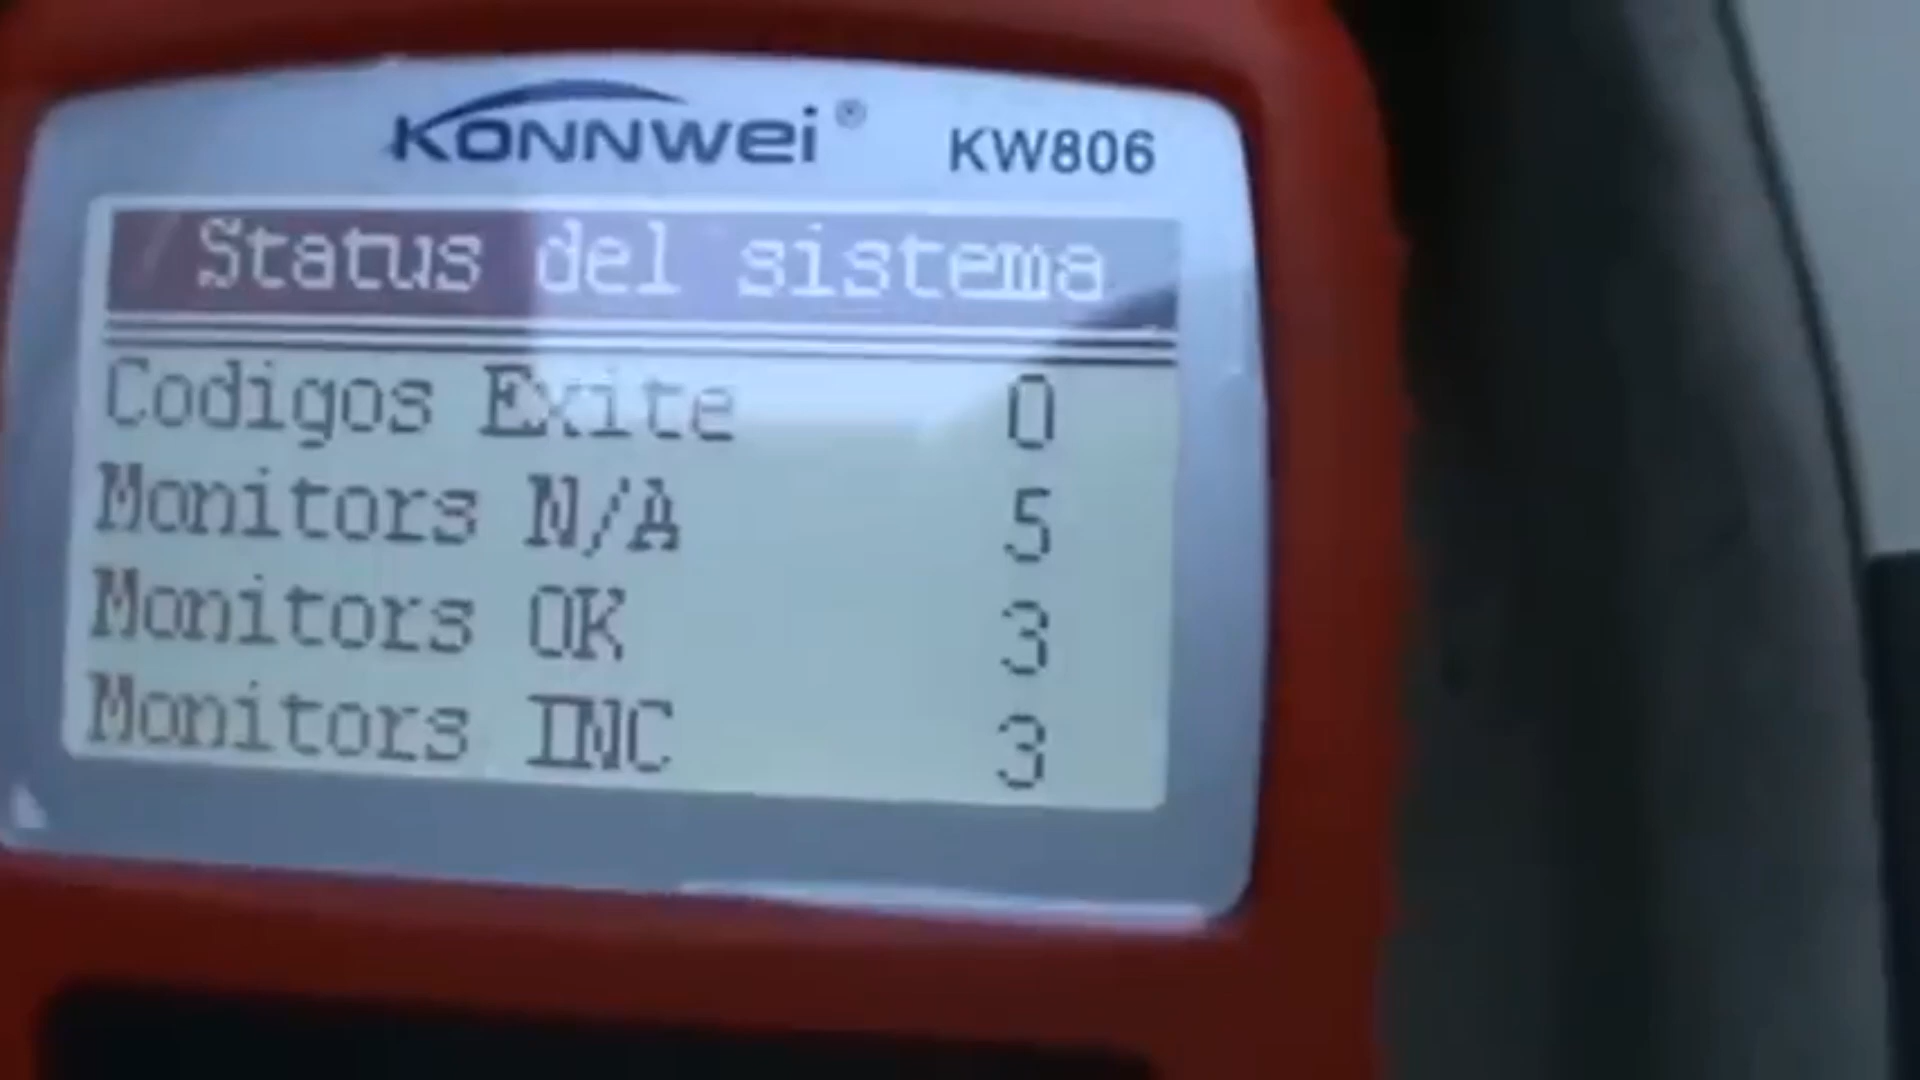 KONNWEI ® KW806
Status del sistema
Codigos Exite 0
Monitors N/A 5
Monitors OK 3
Monitors INC 3